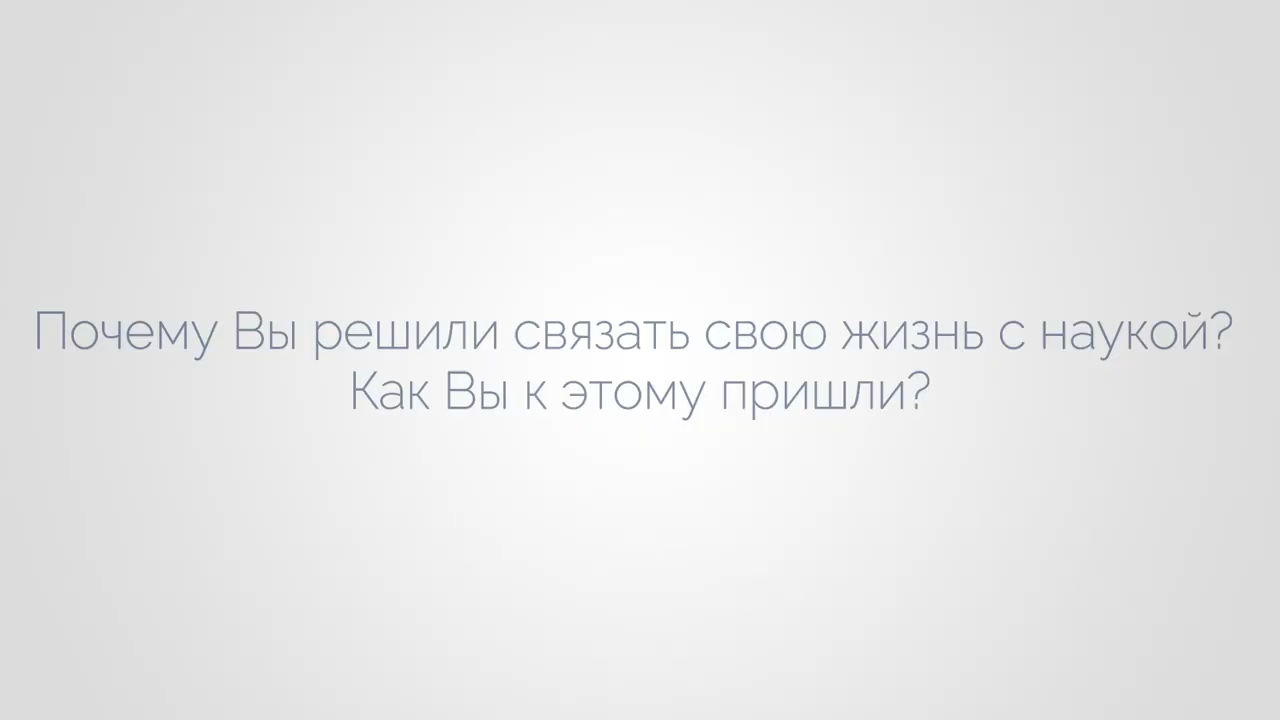 Почему Вы решили связать свою жизнь с наукой?
Как Вы к этому пришли?